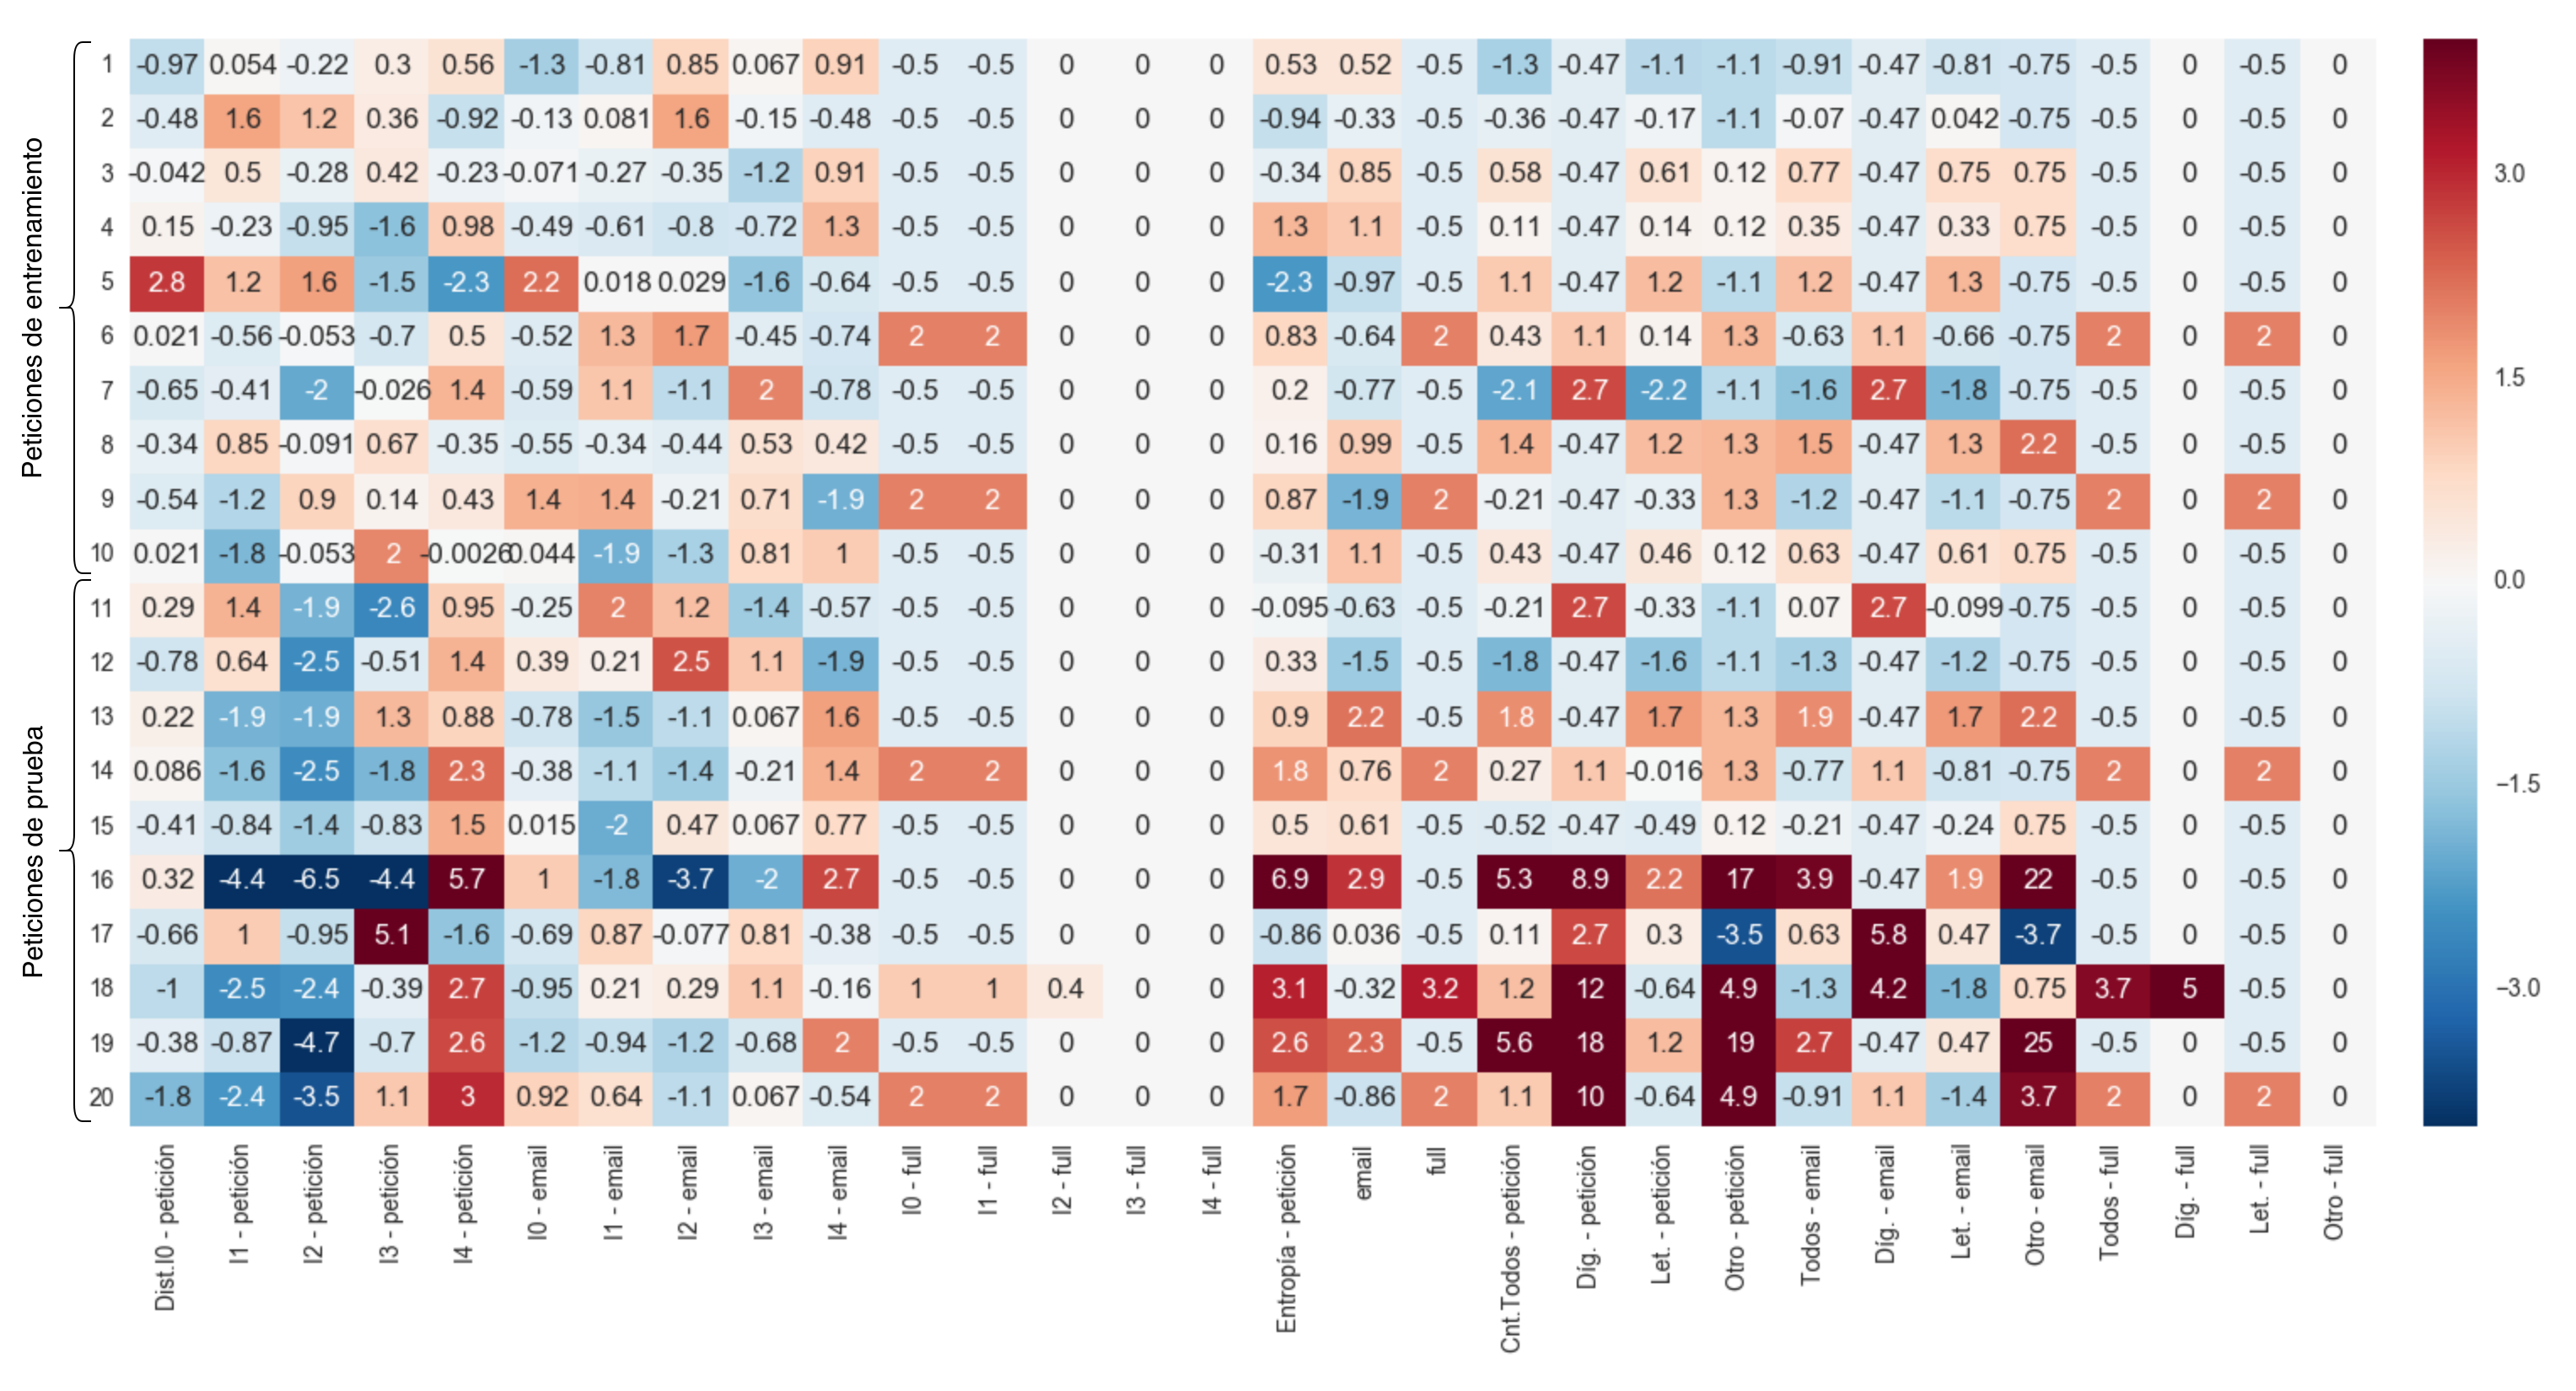 Peticiones de entrenamiento
Peticiones de prueba
1 -0.97 0.054 -0.22 0.3 0.56 -1.3 -0.81 0.85 0.067 0.91 -0.5 -0.5 0 0 0 0.53 0.52 -0.5 -1.3 -0.47 -1.1 -1.1 -0.91 -0.47 -0.81 -0.75 -0.5 0 -0.5 0
2 -0.48 1.6 1.2 0.36 -0.92 -0.13 0.081 1.6 -0.15 -0.48 -0.5 -0.5 0 0 0 -0.94 -0.33 -0.5 -0.36 -0.47 -0.17 -1.1 -0.07 -0.47 0.042 -0.75 -0.5 0 -0.5 0
3 -0.042 0.5 -0.28 0.42 -0.23 -0.071 -0.27 -0.35 -1.2 0.91 -0.5 -0.5 0 0 0 -0.34 0.85 -0.5 0.58 -0.47 0.61 0.12 0.77 -0.47 0.75 0.75 -0.5 0 -0.5 0
4 0.15 -0.23 -0.95 -1.6 0.98 -0.49 -0.61 -0.8 -0.72 1.3 -0.5 -0.5 0 0 0 1.3 1.1 -0.5 0.11 -0.47 0.14 0.12 0.35 -0.47 0.33 0.75 -0.5 0 -0.5 0
5 2.8 1.2 1.6 -1.5 -2.3 2.2 0.018 0.029 -1.6 -0.64 -0.5 -0.5 0 0 0 -2.3 -0.97 -0.5 1.1 -0.47 1.2 -1.1 1.2 -0.47 1.3 -0.75 -0.5 0 -0.5 0
6 0.021 -0.56 -0.053 -0.7 0.5 -0.52 1.3 1.7 -0.45 -0.74 2 2 0 0 0 0.83 -0.64 2 0.43 1.1 0.14 1.3 -0.63 1.1 -0.66 -0.75 2 0 2 0
7 -0.65 -0.41 -2 -0.026 1.4 -0.59 1.1 -1.1 2 -0.78 -0.5 -0.5 0 0 0 0.2 -0.77 -0.5 -2.1 2.7 -2.2 -1.1 -1.6 2.7 -1.8 -0.75 -0.5 0 -0.5 0
8 -0.34 0.85 -0.091 0.67 -0.35 -0.55 -0.34 -0.44 0.53 0.42 -0.5 -0.5 0 0 0 0.16 0.99 -0.5 1.4 -0.47 1.2 1.3 1.5 -0.47 1.3 2.2 -0.5 0 -0.5 0
9 -0.54 -1.2 0.9 0.14 0.43 1.4 1.4 -0.21 0.71 -1.9 2 2 0 0 0 0.87 -1.9 2 -0.21 -0.47 -0.33 1.3 -1.2 -0.47 -1.1 -0.75 2 0 2 0
10 0.021 -1.8 -0.053 2 -0.0026 0.044 -1.9 -1.3 0.81 1 -0.5 -0.5 0 0 0 -0.31 1.1 -0.5 0.43 -0.47 0.46 0.12 0.63 -0.47 0.61 0.75 -0.5 0 -0.5 0
11 0.29 1.4 -1.9 -2.6 0.95 -0.25 2 1.2 -1.4 -0.57 -0.5 -0.5 0 0 0 -0.095 -0.63 -0.5 -0.21 2.7 -0.33 -1.1 0.07 2.7 -0.099 -0.75 -0.5 0 -0.5 0
12 -0.78 0.64 -2.5 -0.51 1.4 0.39 0.21 2.5 1.1 -1.9 -0.5 -0.5 0 0 0 0.33 -1.5 -0.5 -1.8 -0.47 -1.6 -1.1 -1.3 -0.47 -1.2 -0.75 -0.5 0 -0.5 0
13 0.22 -1.9 -1.9 1.3 0.88 -0.78 -1.5 -1.1 0.067 1.6 -0.5 -0.5 0 0 0 0.9 2.2 -0.5 1.8 -0.47 1.7 1.3 1.9 -0.47 1.7 2.2 -0.5 0 -0.5 0
14 0.086 -1.6 -2.5 -1.8 2.3 -0.38 -1.1 -1.4 -0.21 1.4 2 2 0 0 0 1.8 0.76 2 0.27 1.1 -0.016 1.3 -0.77 1.1 -0.81 -0.75 2 0 2 0
15 -0.41 -0.84 -1.4 -0.83 1.5 0.015 -2 0.47 0.067 0.77 -0.5 -0.5 0 0 0 0.5 0.61 -0.5 -0.52 -0.47 -0.49 0.12 -0.21 -0.47 -0.24 0.75 -0.5 0 -0.5 0
16 0.32 -4.4 -6.5 -4.4 5.7 1 -1.8 -3.7 -2 2.7 -0.5 -0.5 0 0 0 6.9 2.9 -0.5 5.3 8.9 2.2 17 3.9 -0.47 1.9 22 -0.5 0 -0.5 0
17 -0.66 1 -0.95 5.1 -1.6 -0.69 0.87 -0.077 0.81 -0.38 -0.5 -0.5 0 0 0 -0.86 0.036 -0.5 0.11 2.7 0.3 -3.5 0.63 5.8 0.47 -3.7 -0.5 0 -0.5 0
18 -1 -2.5 -2.4 -0.39 2.7 -0.95 0.21 0.29 1.1 -0.16 1 1 0.4 0 0 3.1 -0.32 3.2 1.2 12 -0.64 4.9 -1.3 4.2 -1.8 0.75 3.7 5 -0.5 0
19 -0.38 -0.87 -4.7 -0.7 2.6 -1.2 -0.94 -1.2 -0.68 2 -0.5 -0.5 0 0 0 2.6 2.3 -0.5 5.6 18 1.2 19 2.7 -0.47 0.47 25 -0.5 0 -0.5 0
20 -1.8 -2.4 -3.5 1.1 3 0.92 0.64 -1.1 0.067 -0.54 2 2 0 0 0 1.7 -0.86 2 1.1 10 -0.64 4.9 -0.91 1.1 -1.4 3.7 2 0 2 0
Dist.I0 - petición
I1 - petición
I2 - petición
I3 - petición
I4 - petición
I0 - email
I1 - email
I2 - email
I3 - email
I4 - email
I0 - full
I1 - full
I2 - full
I3 - full
I4 - full
Entropía - petición
email
full
Cnt.Todos - petición
Díg. - petición
Let. - petición
Otro - petición
Todos - email
Díg. - email
Let. - email
Otro - email
Todos - full
Díg. - full
Let. - full
Otro - full
3.0
1.5
0.0
−1.5
−3.0